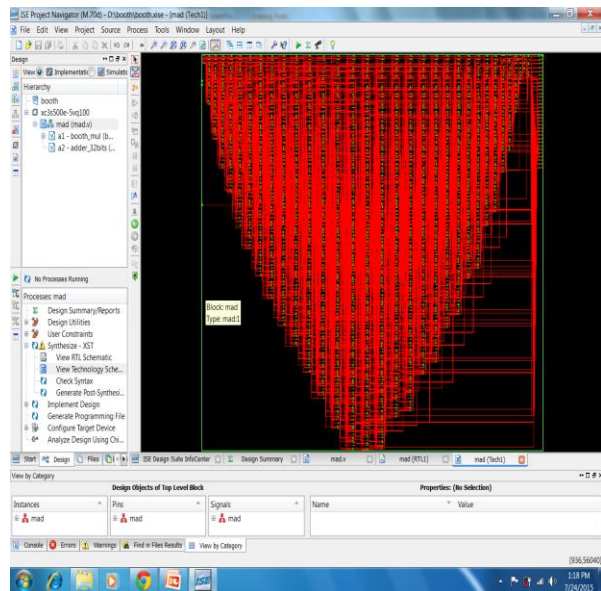 ISE Project Navigator (M.70d) - D:\booth\booth.xise - [mad (Tech1)]
File Edit View Project Source Process Tools Window Layout Help
Design
View Implementati Simulatic
Hierarchy
booth
xc3s500e-5vq100
mad (mad.v)
a1 - booth_mul (b...
a2 - adder_32bits (...
Block: mad
Type: mad:1
No Processes Running
Processes: mad
Design Summary/Reports
Design Utilities
User Constraints
Synthesize - XST
View RTL Schematic
View Technology Sche...
Check Syntax
Generate Post-Synthesi...
Implement Design
Generate Programming File
Configure Target Device
Analyze Design Using Chi...
Start Design Files ISE Design Suite InfoCenter Design Summary mad.v mad (RTL1) mad (Tech1)
View by Category
Design Objects of Top Level Block Properties: (No Selection)
Instances Pins Signals Name Value
mad mad mad
Console Errors Warnings Find in Files Results View by Category
[936,56040]
ISE 1:18 PM
7/24/2015